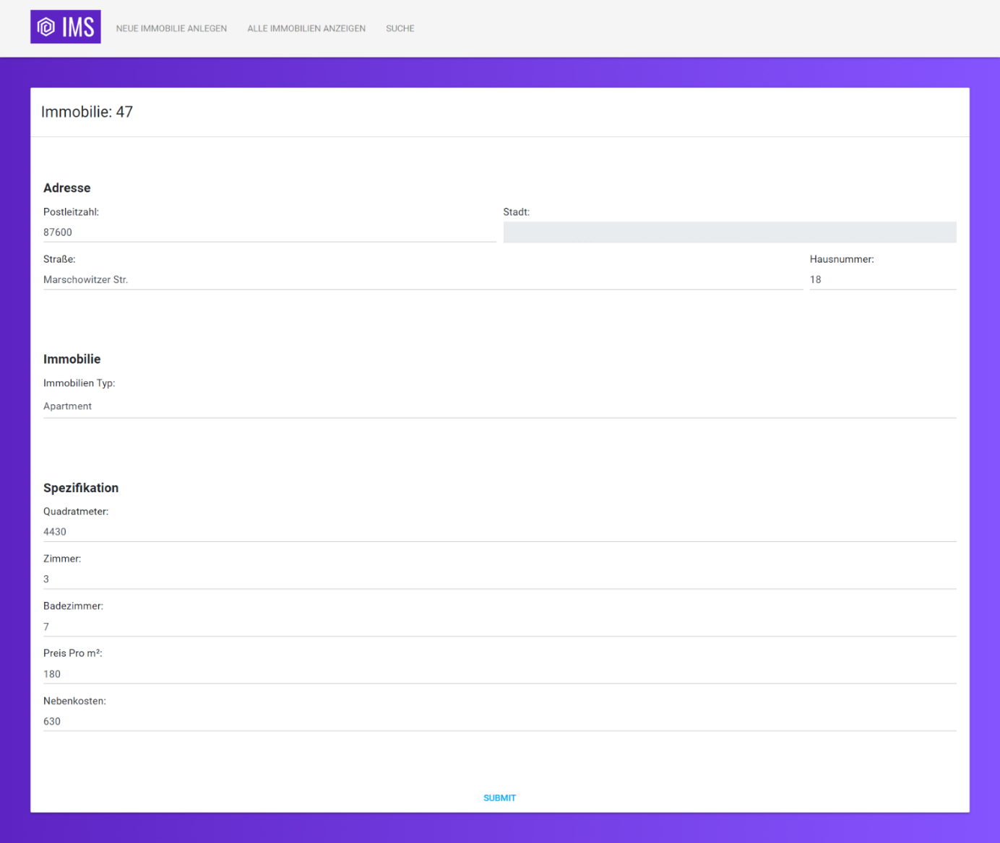 IMS NEUE IMMOBILIE ANLEGEN ALLE IMMOBILIEN ANZEIGEN SUCHE
Immobilie: 47
Adresse
Postleitzahl: Stadt:
87600
Straße: Hausnummer:
Marschowitzer Str. 18
Immobilie
Immobilien Typ:
Apartment
Spezifikation
Quadratmeter:
4430
Zimmer:
3
Badezimmer:
7
Preis Pro m²:
180
Nebenkosten:
630
SUBMIT